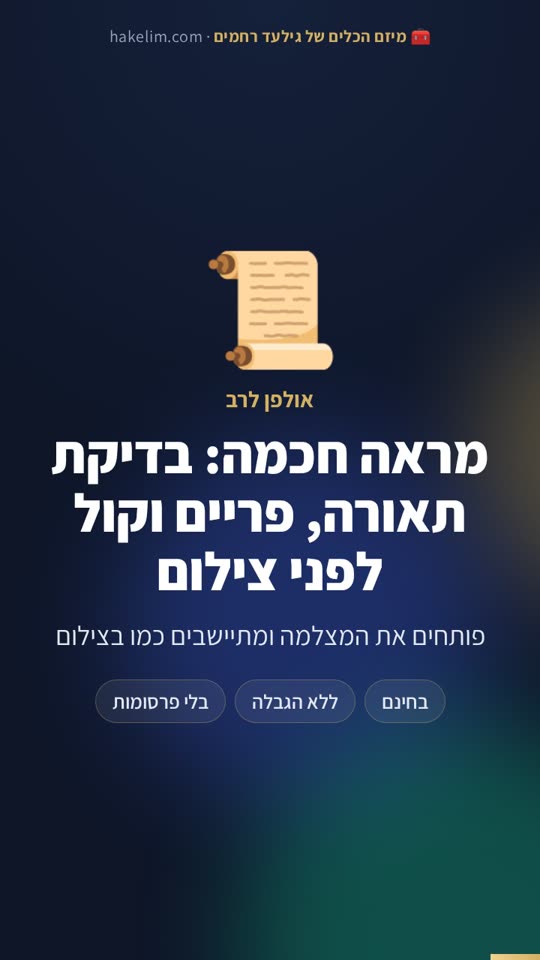 🧰 מיזם הכלים של גילעד רחמים · hakelim.com
אולפן לרב
מראה חכמה: בדיקת
תאורה, פריים וקול
לפני צילום
פותחים את המצלמה ומתיישבים כמו בצילום
בחינם
ללא הגבלה
בלי פרסומות